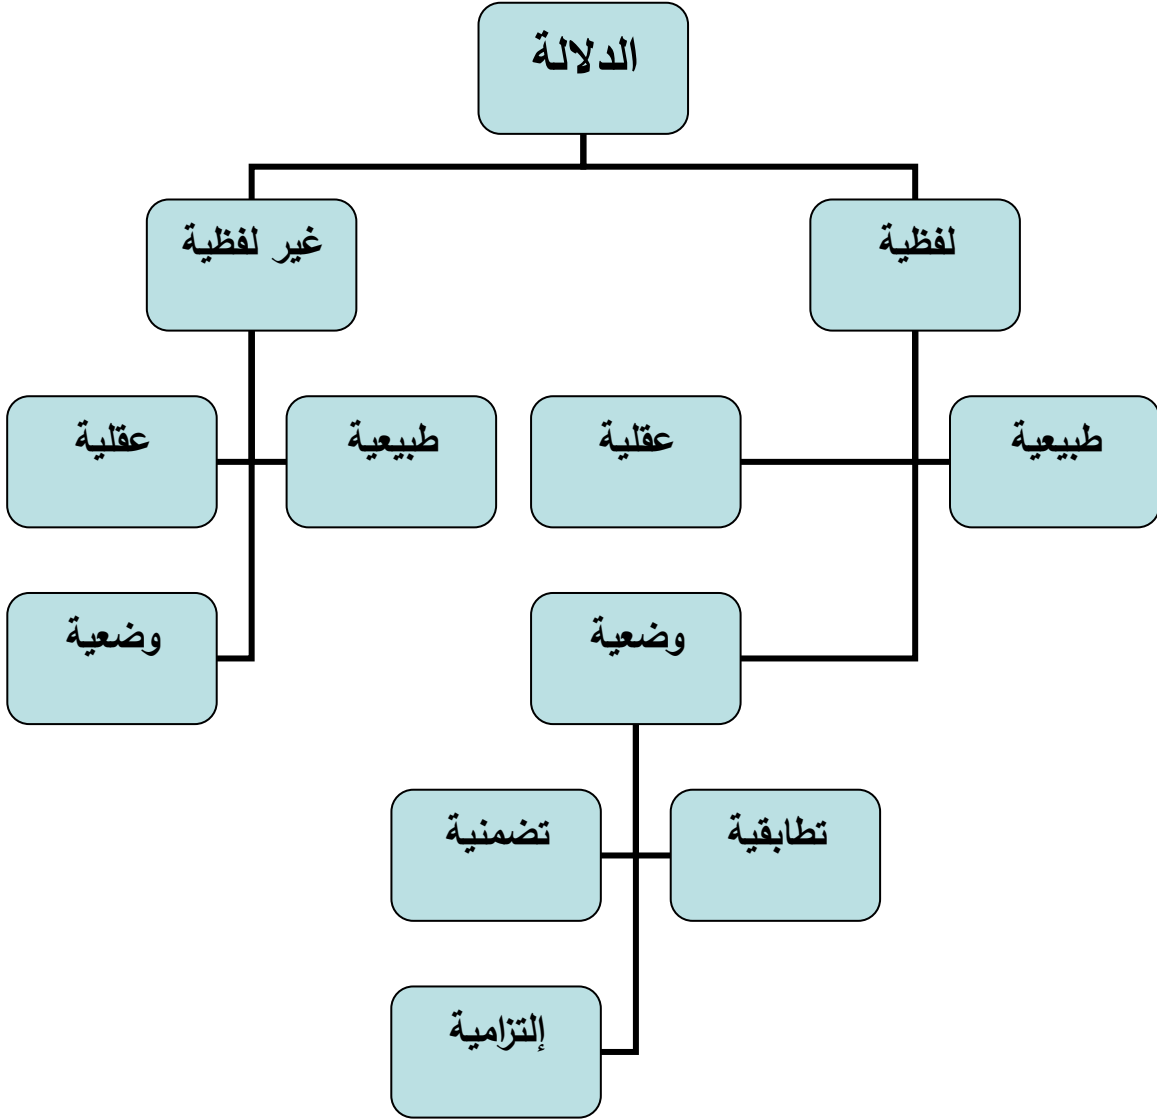 الدلالة
لفظية
غير لفظية
طبيعية
عقلية
طبيعية
عقلية
وضعية
وضعية
تطابقية
تضمنية
إلتزامية